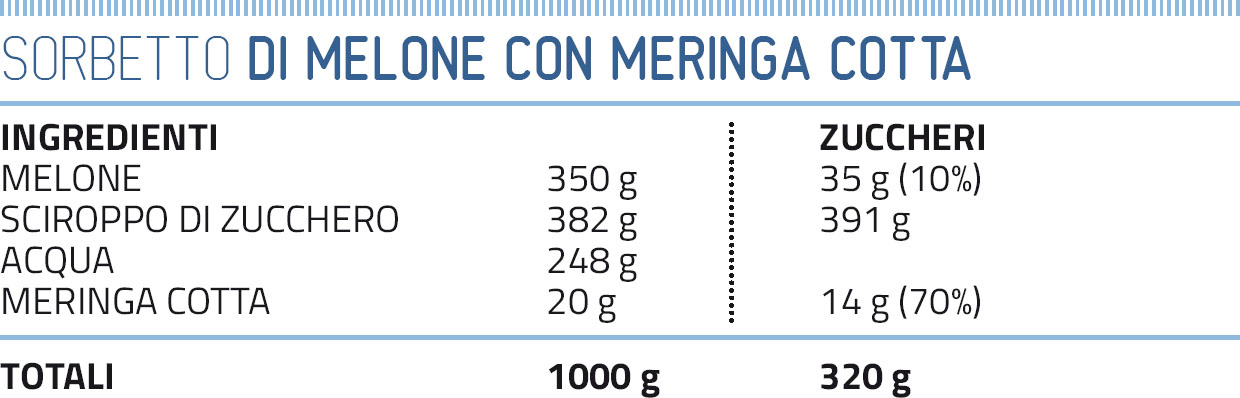 SORBETTO DI MELONE CON MERINGA COTTA
INGREDIENTI ZUCCHERI
MELONE 350 g 35 g (10%)
SCIROPPO DI ZUCCHERO 382 g 391 g
ACQUA 248 g
MERINGA COTTA 20 g 14 g (70%)
TOTALI 1000 g 320 g